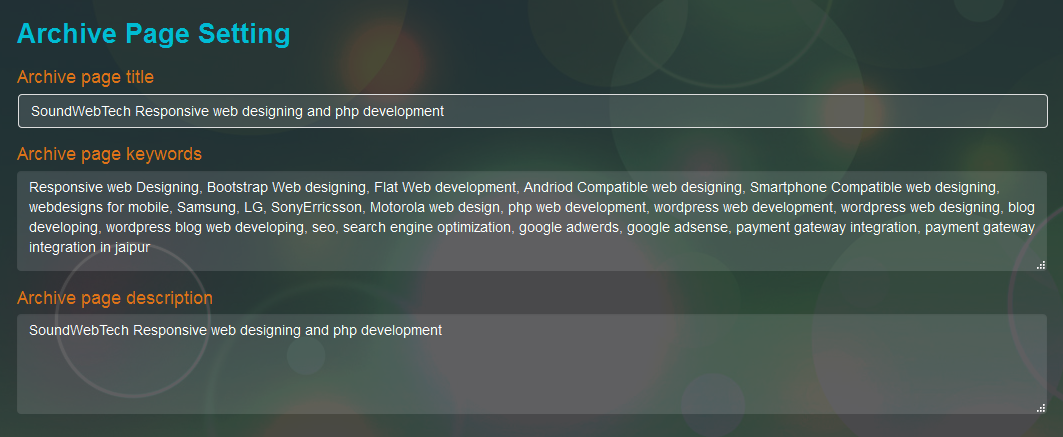 Archive Page Setting
Archive page title
SoundWebTech Responsive web designing and php development
Archive page keywords
Responsive web Designing, Bootstrap Web designing, Flat Web development, Andriod Compatible web designing, Smartphone Compatible web designing,
webdesigns for mobile, Samsung, LG, SonyErricsson, Motorola web design, php web development, wordpress web development, wordpress web designing, blog
developing, wordpress blog web developing, seo, search engine optimization, google adwerds, google adsense, payment gateway integration, payment gateway
integration in jaipur
Archive page description
SoundWebTech Responsive web designing and php development